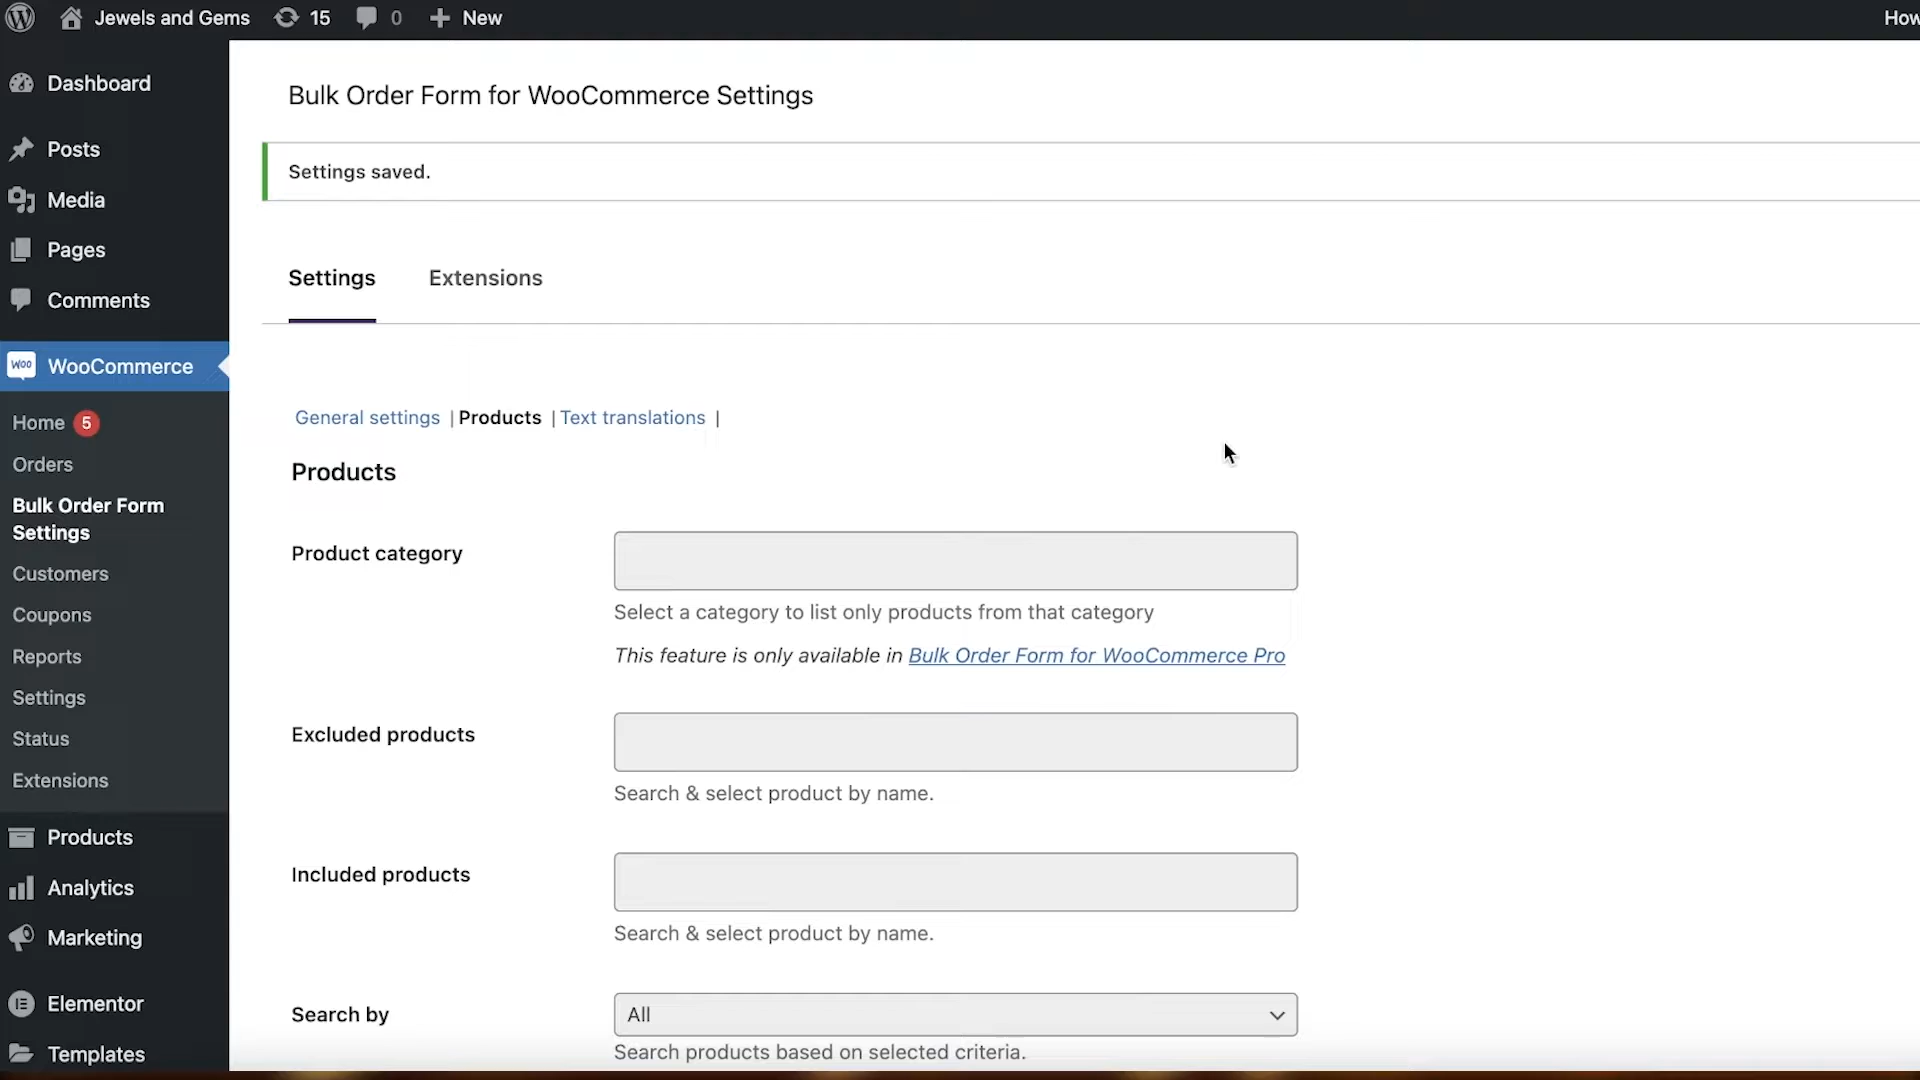 Jewels and Gems
15
0
New
How
Dashboard
Posts
Media
Pages
Comments
Woo
WooCommerce
Home 5
Orders
Bulk Order Form
Settings
Customers
Coupons
Reports
Settings
Status
Extensions
Products
Analytics
Marketing
Elementor
Templates
Bulk Order Form for WooCommerce Settings
Settings saved.
Settings
Extensions
General settings | Products | Text translations |
Products
Product category
Select a category to list only products from that category
This feature is only available in Bulk Order Form for WooCommerce Pro
Excluded products
Search & select product by name.
Included products
Search & select product by name.
Search by
All
Search products based on selected criteria.